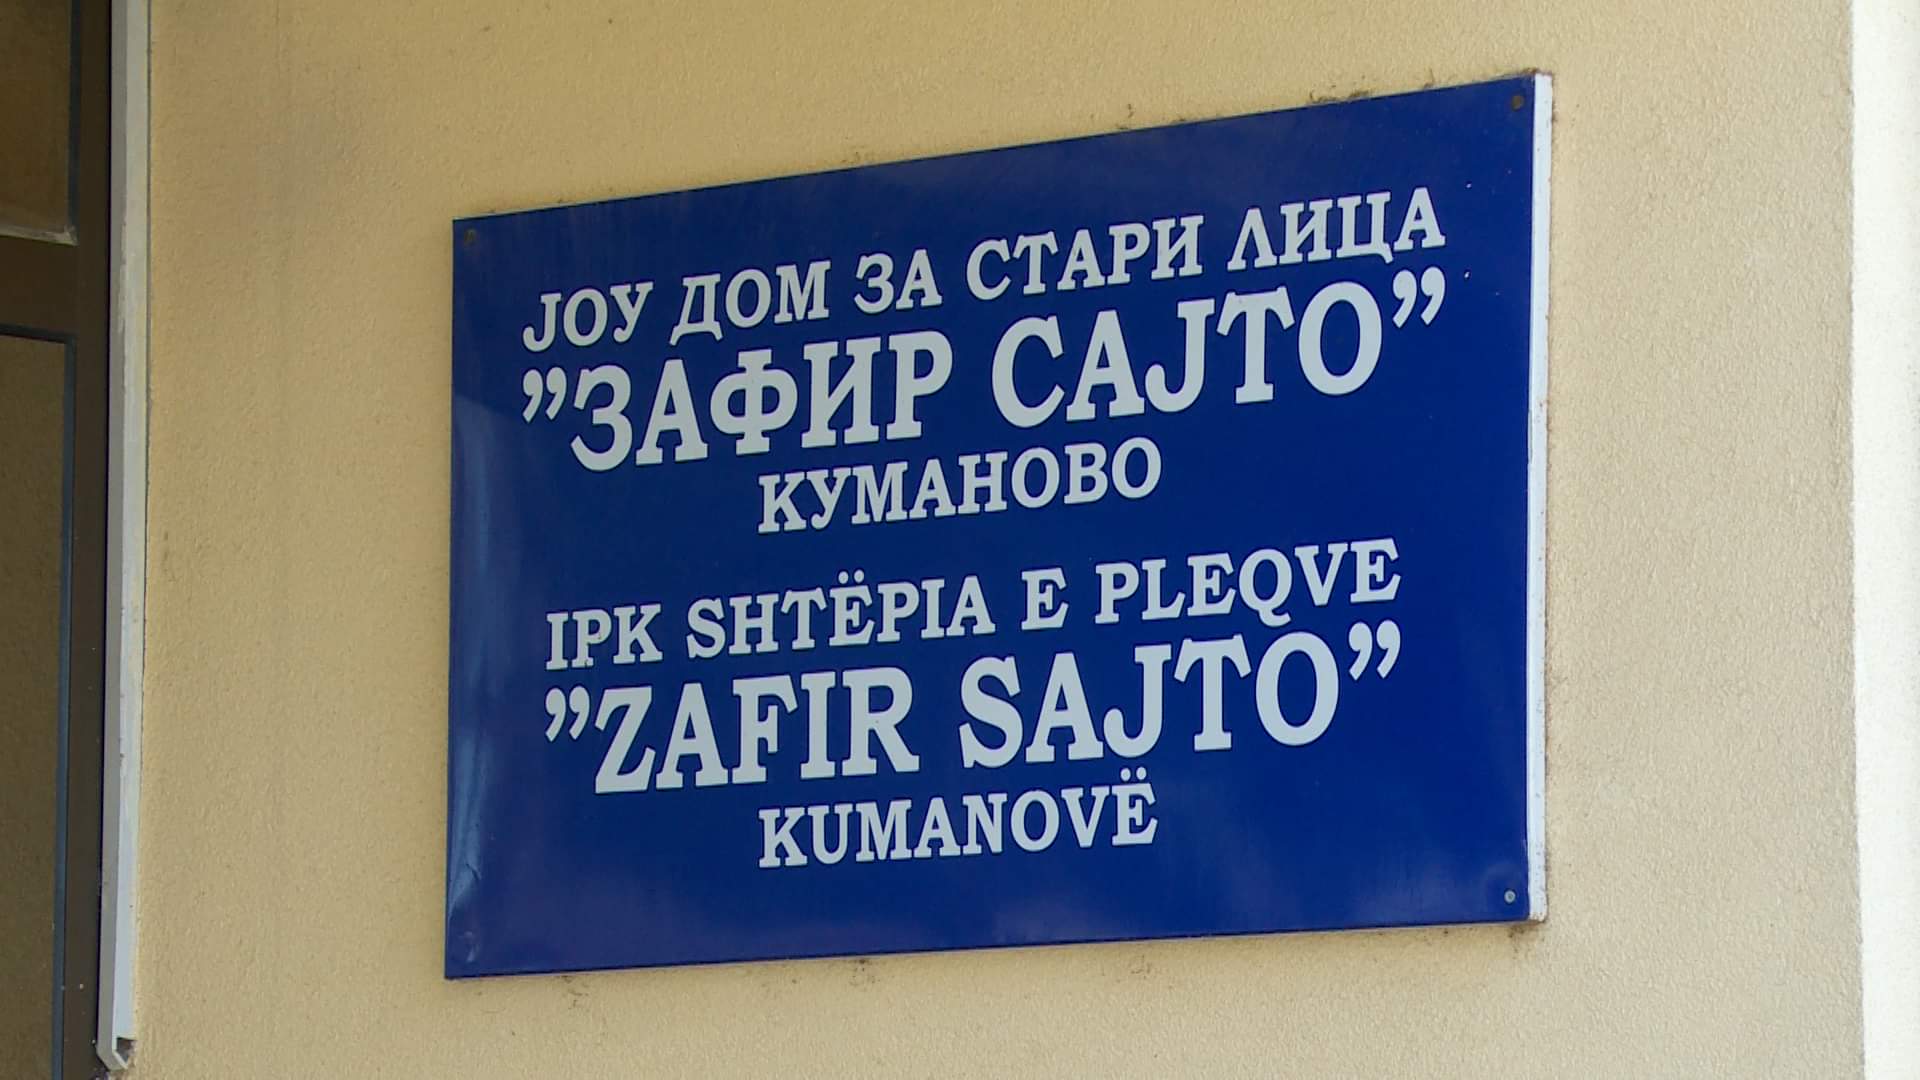 ЈОУ ДОМ ЗА СТАРИ ЛИЦА
”ЗАФИР САЈТО”
КУМАНОВО
IPK SHTËPIA E PLEQVE
”ZAFIR SAJTO”
KUMANOVË